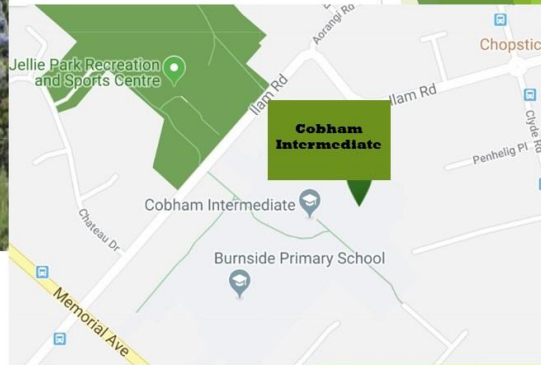 Aorangi Rd
Chopstic
Jellie Park Recreation
and Sports Centre
Ilam Rd
Ilam Rd
Clyde Rd
Cobham
Intermediate
Penhelig Pl
Cobham Intermediate
Chateau Dr
Burnside Primary School
Memorial Ave